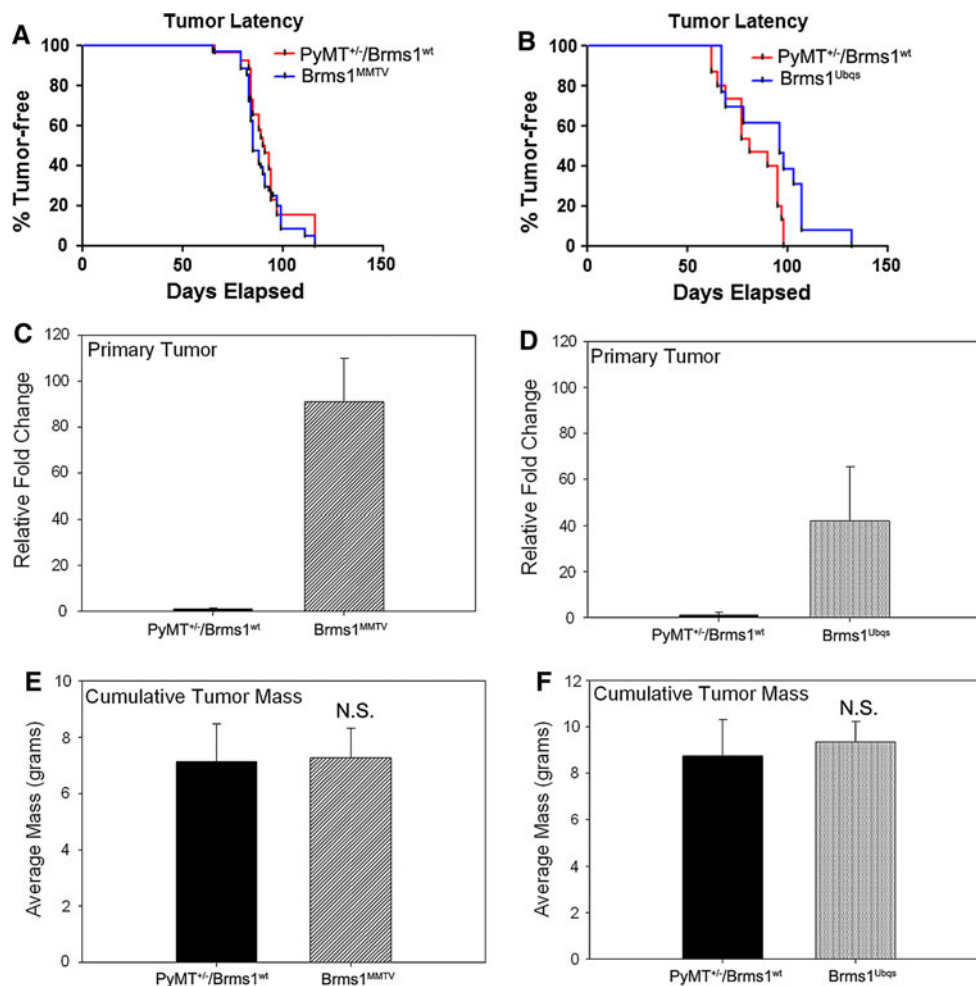 A
Tumor Latency
PyMT+/-/Brms1wt
Brms1MMTV
% Tumor-free
100
80
60
40
20
0
0 50 100 150
Days Elapsed
B
Tumor Latency
PyMT+/-/Brms1wt
Brms1Ubqs
% Tumor-free
100
80
60
40
20
0
0 50 100 150
Days Elapsed
C
Primary Tumor
Relative Fold Change
120
100
80
60
40
20
0
PyMT+/-/Brms1wt Brms1MMTV
D
Primary Tumor
Relative Fold Change
120
100
80
60
40
20
0
PyMT+/-/Brms1wt Brms1Ubqs
E
Cumulative Tumor Mass
N.S.
Average Mass (grams)
10
8
6
4
2
0
PyMT+/-/Brms1wt Brms1MMTV
F
Cumulative Tumor Mass
N.S.
Average Mass (grams)
12
10
8
6
4
2
0
PyMT+/-/Brms1wt Brms1Ubqs